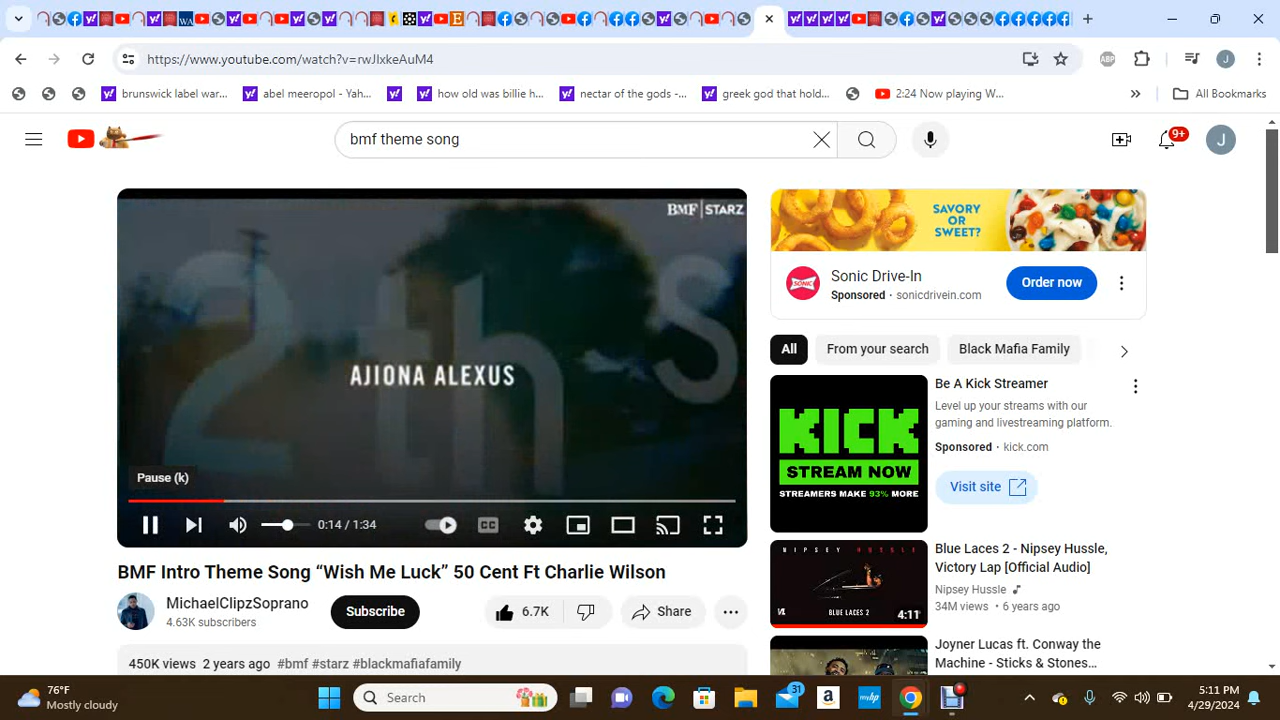 https://www.youtube.com/watch?v=rwJlxkeAuM4
ABP
J
brunswick label war...
abel meeropol - Yah...
how old was billie h...
nectar of the gods -...
greek god that hold...
2:24 Now playing W...
All Bookmarks
bmf theme song
9+
J
BMF | STARZ
2 th S
AJIONA ALEXUS
Pause (k)
0:14 / 1:34
CC
BMF Intro Theme Song “Wish Me Luck” 50 Cent Ft Charlie Wilson
MichaelClipzSoprano
4.63K subscribers
Subscribe
6.7K
Share
450K views 2 years ago #bmf #starz #blackmafiafamily
SAVORY
OR
SWEET?
SONIC
Sonic Drive-In
Sponsored · sonicdrivein.com
Order now
All
From your search
Black Mafia Family
KICK
STREAM NOW
STREAMERS MAKE 93% MORE
Be A Kick Streamer
Level up your streams with our
gaming and livestreaming platform.
Sponsored · kick.com
Visit site
NIPSEY HUSSLE
BLUE LACES 2
4:11
Blue Laces 2 - Nipsey Hussle,
Victory Lap [Official Audio]
Nipsey Hussle
34M views • 6 years ago
Joyner Lucas ft. Conway the
Machine - Sticks & Stones...
76°F
Mostly cloudy
Search
31
5:11 PM
4/29/2024